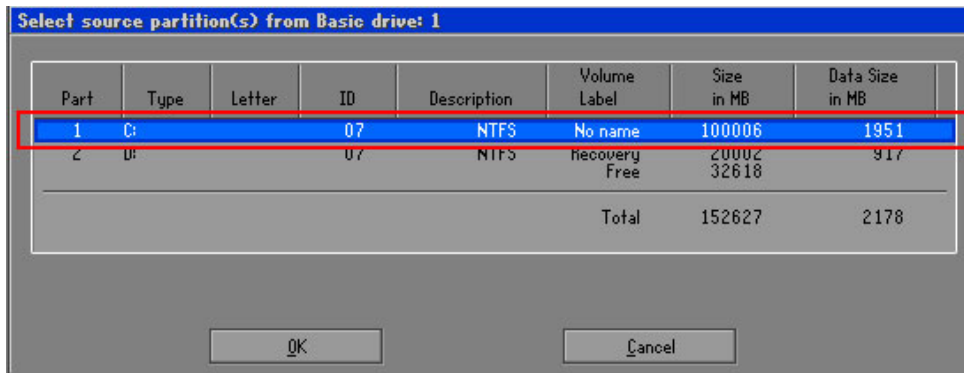 Select source partition(s) from Basic drive: 1
Volume Size Data Size
Part Type Letter ID Description Label in MB in MB
1 C: 07 NTFS No name 100006 1951
2 D: 07 NTFS Recovery 20002 917
Free 32618
Total 152627 2178
OK Cancel